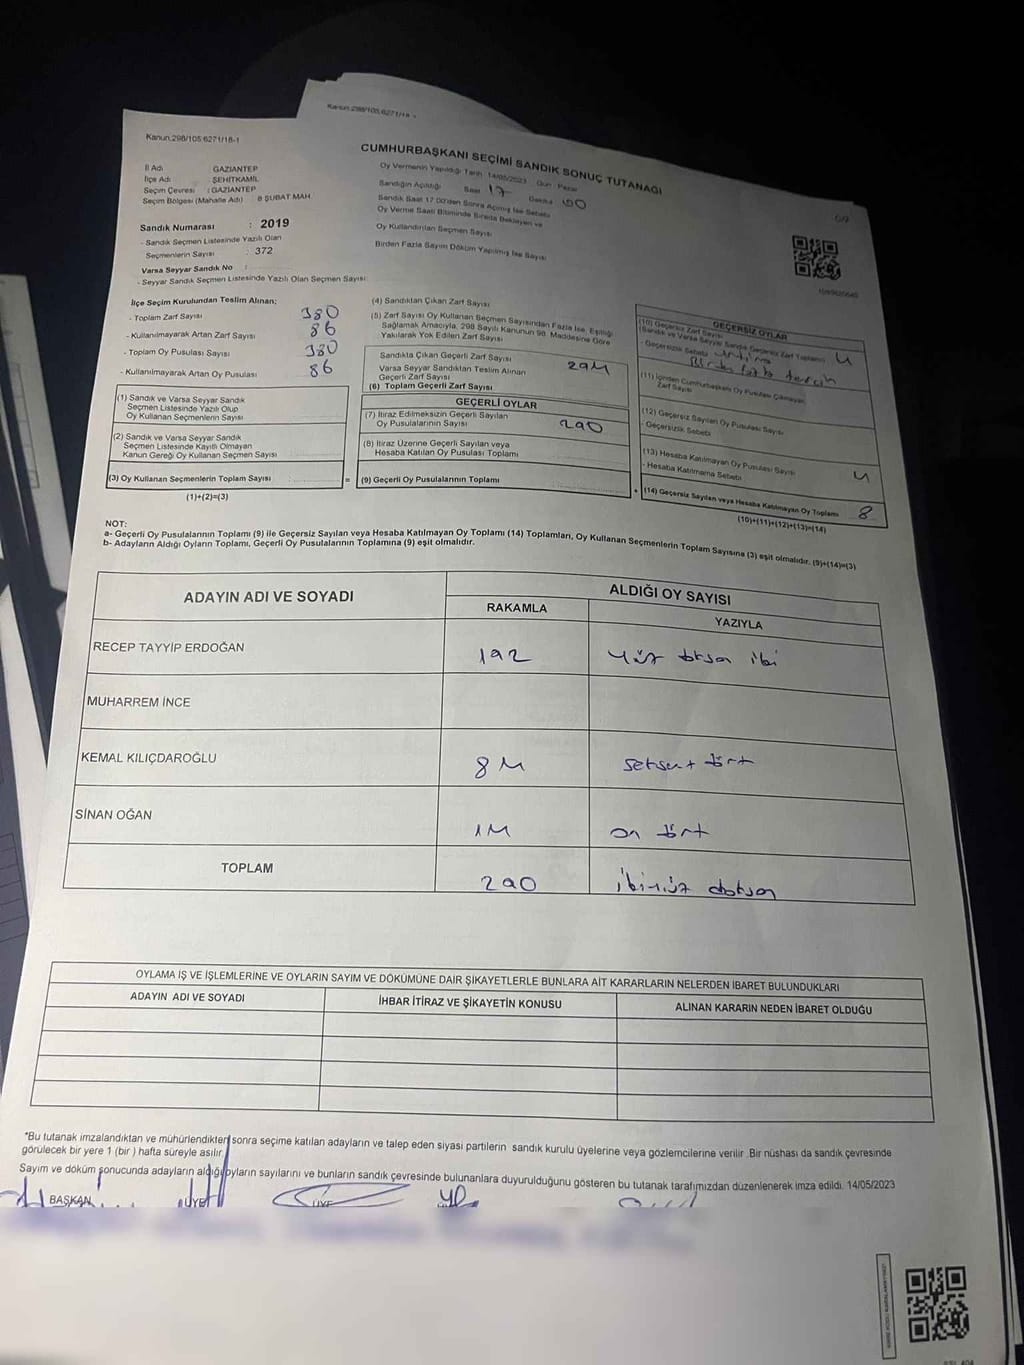 Kanun.298/105.6271/18
Kanun.298/105.6271/18-1
CUMHURBAŞKANI SEÇİMİ SANDIK SONUÇ TUTANAĞI
İl Adı GAZİANTEP
İlçe Adı ŞEHİTKAMİL
Seçim Çevresi : GAZİANTEP
Seçim Bölgesi (Mahalle Adı) 8 ŞUBAT MAH.
Oy Vermenin Yapıldığı Tarih 14/05/2023 Gün Pazar
Sandığın Açıldığı Saat 17 Dakika 00
Sandık Saat 17.00'den Sonra Açılmış İse Sebebi
Oy Verme Saati Bitiminde Sırada Bekleyen ve
Oy Kullandırılan Seçmen Sayısı
Birden Fazla Sayım Döküm Yapılmış İse Sayısı
Sandık Numarası : 2019
- Sandık Seçmen Listesinde Yazılı Olan
Seçmenlerin Sayısı : 372
Varsa Seyyar Sandık No :
- Seyyar Sandık Seçmen Listesinde Yazılı Olan Seçmen Sayısı:
İlçe Seçim Kurulundan Teslim Alınan;
- Toplam Zarf Sayısı 380
- Kullanılmayarak Artan Zarf Sayısı 86
- Toplam Oy Pusulası Sayısı 380
- Kullanılmayarak Artan Oy Pusulası 86
(1) Sandık ve Varsa Seyyar Sandık
Seçmen Listesinde Yazılı Olup
Oy Kullanan Seçmenlerin Sayısı
(2) Sandık ve Varsa Seyyar Sandık
Seçmen Listesinde Kayıtlı Olmayan
Kanun Gereği Oy Kullanan Seçmen Sayısı
(3) Oy Kullanan Seçmenlerin Toplam Sayısı =
(1)+(2)=(3)
(4) Sandıktan Çıkan Zarf Sayısı
(5) Zarf Sayısı Oy Kullanan Seçmen Sayısından Fazla İse, Eşitliği
Sağlamak Amacıyla, 298 Sayılı Kanunun 98. Maddesine Göre
Yakılarak Yok Edilen Zarf Sayısı
Sandıkta Çıkan Geçerli Zarf Sayısı
Varsa Seyyar Sandıktan Teslim Alınan 294
Geçerli Zarf Sayısı
(6) Toplam Geçerli Zarf Sayısı
GEÇERLİ OYLAR
(7) İtiraz Edilmeksizin Geçerli Sayılan
Oy Pusulalarının Sayısı 290
(8) İtiraz Üzerine Geçerli Sayılan veya
Hesaba Katılan Oy Pusulası Toplamı
(9) Geçerli Oy Pusulalarının Toplamı +
GEÇERSİZ OYLAR
(10) Geçersiz Zarf Sayısı
(Sandık ve Varsa Seyyar Sandık Geçersiz Zarf Toplamı) 4
- Geçersizlik Sebebi
Birden fazla tercih
(11) İçinden Cumhurbaşkanı Oy Pusulası Çıkmayan
Zarf Sayısı
(12) Geçersiz Sayılan Oy Pusulası Sayısı
- Geçersizlik Sebebi
(13) Hesaba Katılmayan Oy Pusulası Sayısı 4
- Hesaba Katılmama Sebebi
(14) Geçersiz Sayılan veya Hesaba Katılmayan Oy Toplamı 8
(10)+(11)+(12)+(13)=(14)
NOT:
a- Geçerli Oy Pusulalarının Toplamı (9) ile Geçersiz Sayılan veya Hesaba Katılmayan Oy Toplamı (14) Toplamları, Oy Kullanan Seçmenlerin Toplam Sayısına (3) eşit olmalıdır. (9)+(14)=(3)
b- Adayların Aldığı Oyların Toplamı, Geçerli Oy Pusulalarının Toplamına (9) eşit olmalıdır.
ADAYIN ADI VE SOYADI
ALDIĞI OY SAYISI
RAKAMLA YAZIYLA
RECEP TAYYİP ERDOĞAN 192 Yüz doksan iki
MUHARREM İNCE
KEMAL KILIÇDAROĞLU 84 seksen dört
SİNAN OĞAN 14 on dört
TOPLAM 290 ikiyüz doksan
OYLAMA İŞ VE İŞLEMLERİNE VE OYLARIN SAYIM VE DÖKÜMÜNE DAİR ŞİKAYETLERLE BUNLARA AİT KARARLARIN NELERDEN İBARET BULUNDUKLARI
ADAYIN ADI VE SOYADI İHBAR İTİRAZ VE ŞİKAYETİN KONUSU ALINAN KARARIN NEDEN İBARET OLDUĞU
*Bu tutanak imzalandıktan ve mühürlendikten sonra seçime katılan adayların ve talep eden siyasi partilerin sandık kurulu üyelerine veya gözlemcilerine verilir .Bir nüshası da sandık çevresinde
görülecek bir yere 1 (bir ) hafta süreyle asılır.
Sayım ve döküm sonucunda adayların aldığı oyların sayılarını ve bunların sandık çevresinde bulunanlara duyurulduğunu gösteren bu tutanak tarafımızdan düzenlenerek imza edildi. 14/05/2023
BAŞKAN ÜYE ÜYE